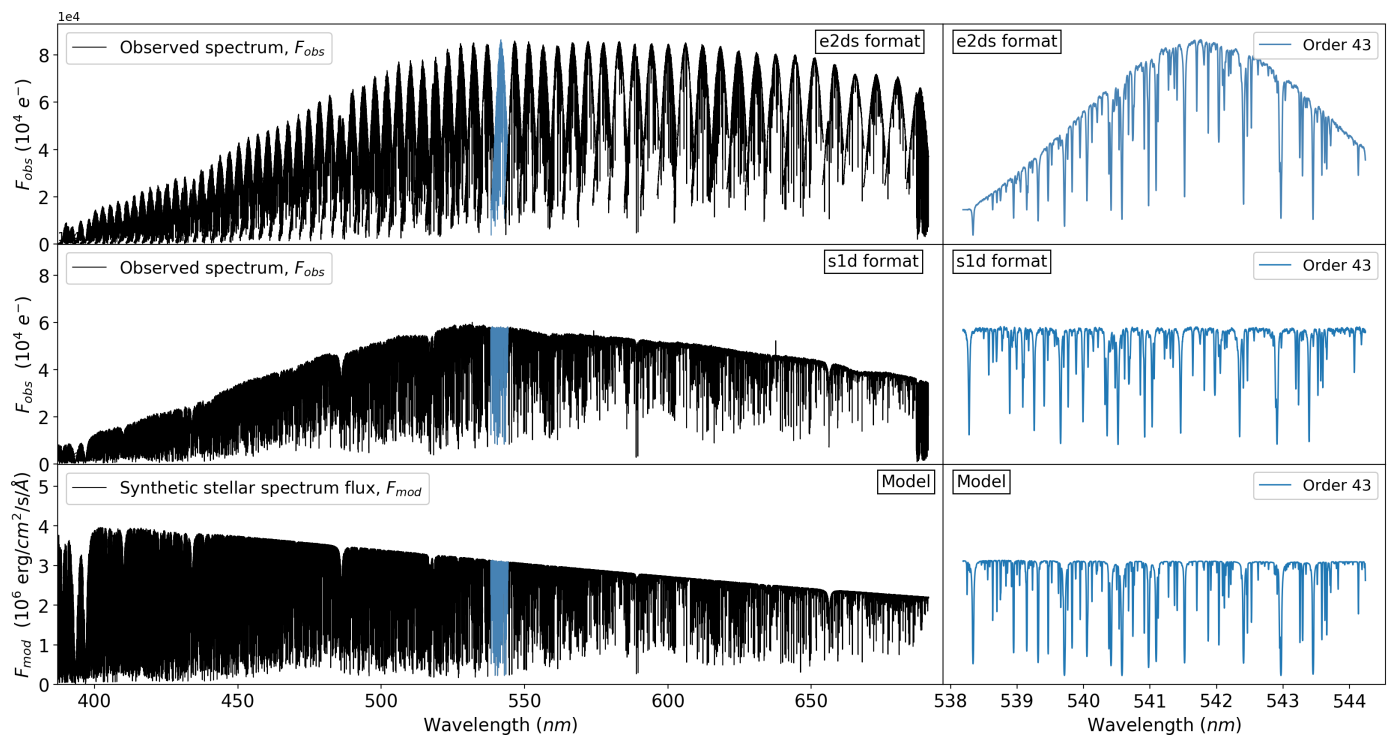 1e4
Observed spectrum, F_obs
e2ds format
e2ds format
Order 43
F_obs (10^4 e^-)
8
6
4
2
0
Observed spectrum, F_obs
s1d format
s1d format
Order 43
F_obs (10^4 e^-)
8
6
4
2
0
Synthetic stellar spectrum flux, F_mod
Model
Model
Order 43
F_mod (10^6 erg/cm^2/s/Å)
5
4
3
2
1
0
400 450 500 550 600 650
538 539 540 541 542 543 544
Wavelength (nm)
Wavelength (nm)